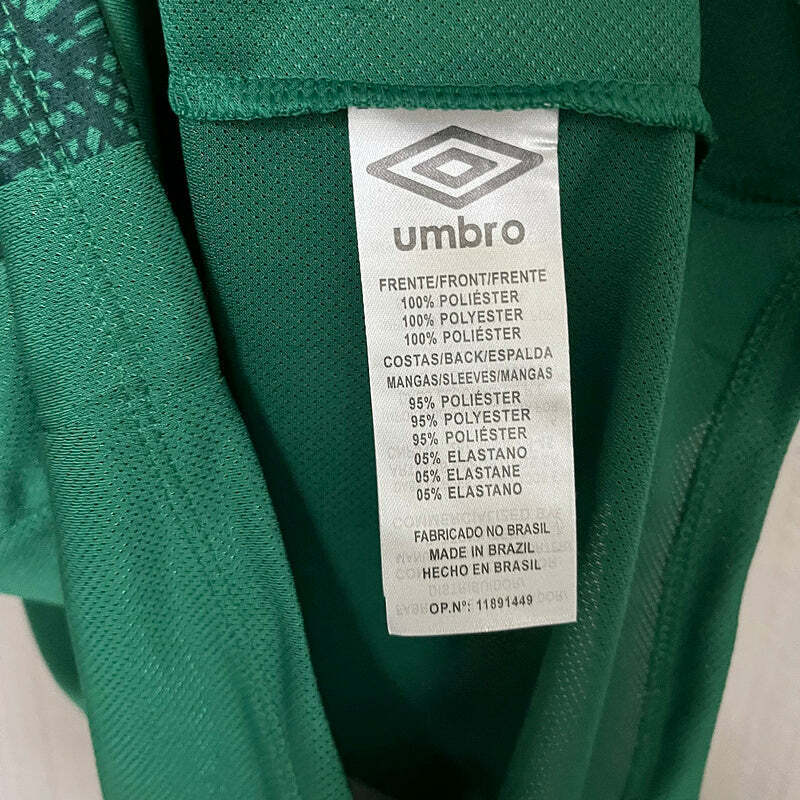 umbro
FRENTE/FRONT/FRENTE
100% POLIÉSTER
100% POLYESTER
100% POLIÉSTER
COSTAS/BACK/ESPALDA
MANGAS/SLEEVES/MANGAS
95% POLIÉSTER
95% POLYESTER
95% POLIÉSTER
05% ELASTANO
05% ELASTANE
05% ELASTANO
FABRICADO NO BRASIL
MADE IN BRAZIL
HECHO EN BRASIL
OP.Nº: 11891449